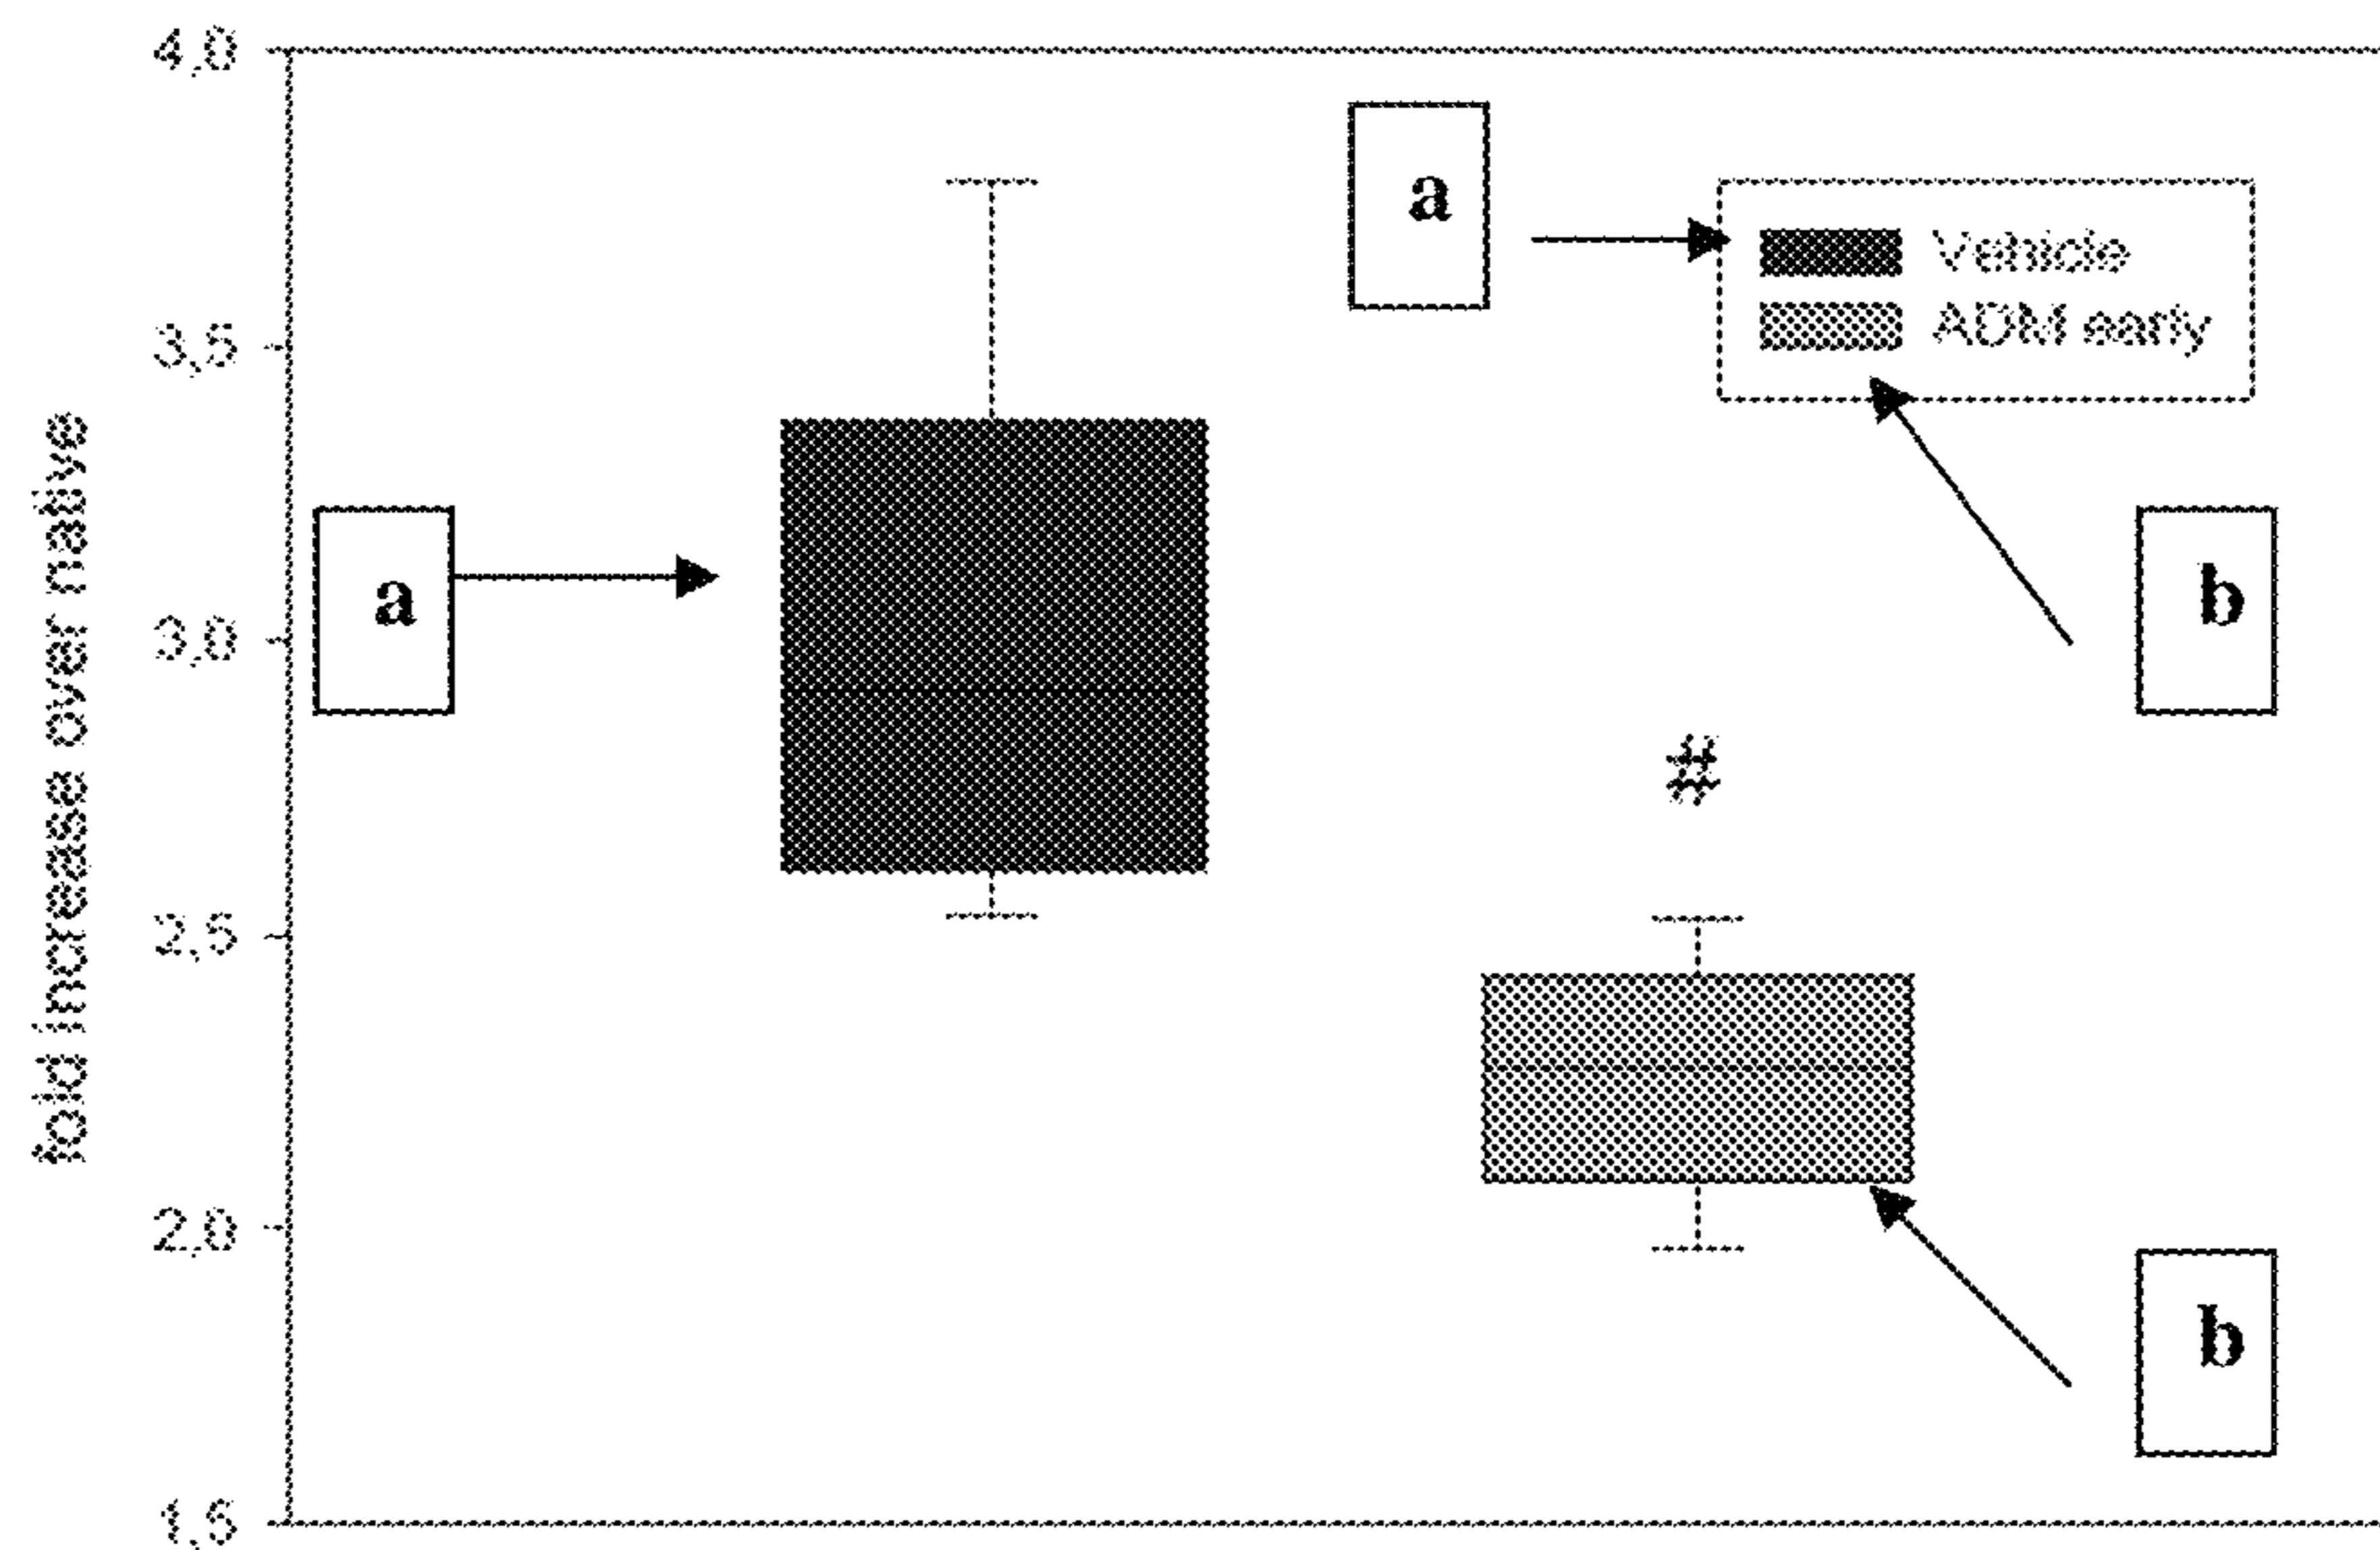 4,0
a
Vehicle
3,5
ADM early
fold increase over native
a
3,0
b
#
2,5
2,0
b
1,5